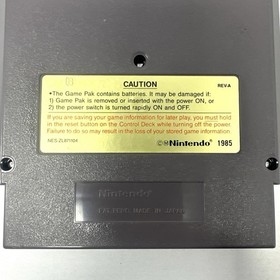 CAUTION
REV-A
•The Game Pak contains batteries. It may be damaged if:
1) Game Pak is removed or inserted with the power ON, or
2) the power switch is turned rapidly ON and OFF.
If you are saving your game information for later play, you must hold
in the reset button on the Control Deck while turning off the power.
Failure to do so may result in the loss of your stored game information.
©Ⓜ Nintendo 1985
Nintendo
MADE IN JAPAN